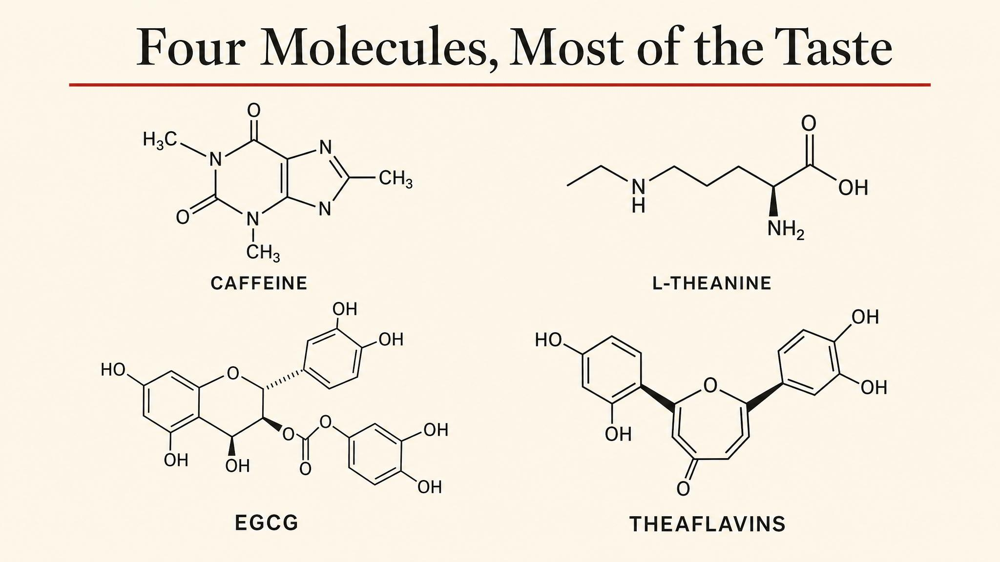 Four Molecules, Most of the Taste
O
H₃C
N
N
CH₃
O
N
N
CH₃
CAFFEINE
O
N
H
OH
NH₂
L-THEANINE
OH
OH
HO
O
O
OH
O
OH
OH
O
OH
EGCG
OH
HO
O
OH
OH
O
THEAFLAVINS